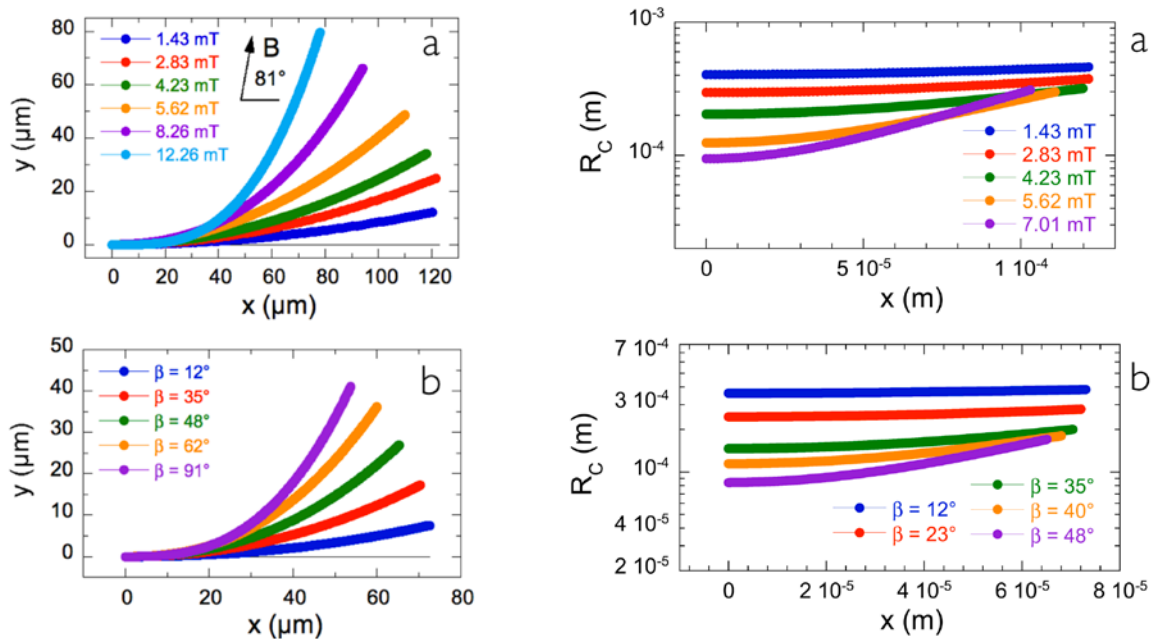 a
80
60
40
20
0
y (µm)
1.43 mT
2.83 mT
4.23 mT
5.62 mT
8.26 mT
12.26 mT
B
81°
0 20 40 60 80 100 120
x (µm)
a
10⁻³
10⁻⁴
R_C (m)
1.43 mT
2.83 mT
4.23 mT
5.62 mT
7.01 mT
0 5 10⁻⁵ 1 10⁻⁴
x (m)
b
50
40
30
20
10
0
y (µm)
β = 12°
β = 35°
β = 48°
β = 62°
β = 91°
0 20 40 60 80
x (µm)
b
7 10⁻⁴
3 10⁻⁴
10⁻⁴
4 10⁻⁵
2 10⁻⁵
R_C (m)
β = 12°
β = 23°
β = 35°
β = 40°
β = 48°
0 2 10⁻⁵ 4 10⁻⁵ 6 10⁻⁵ 8 10⁻⁵
x (m)